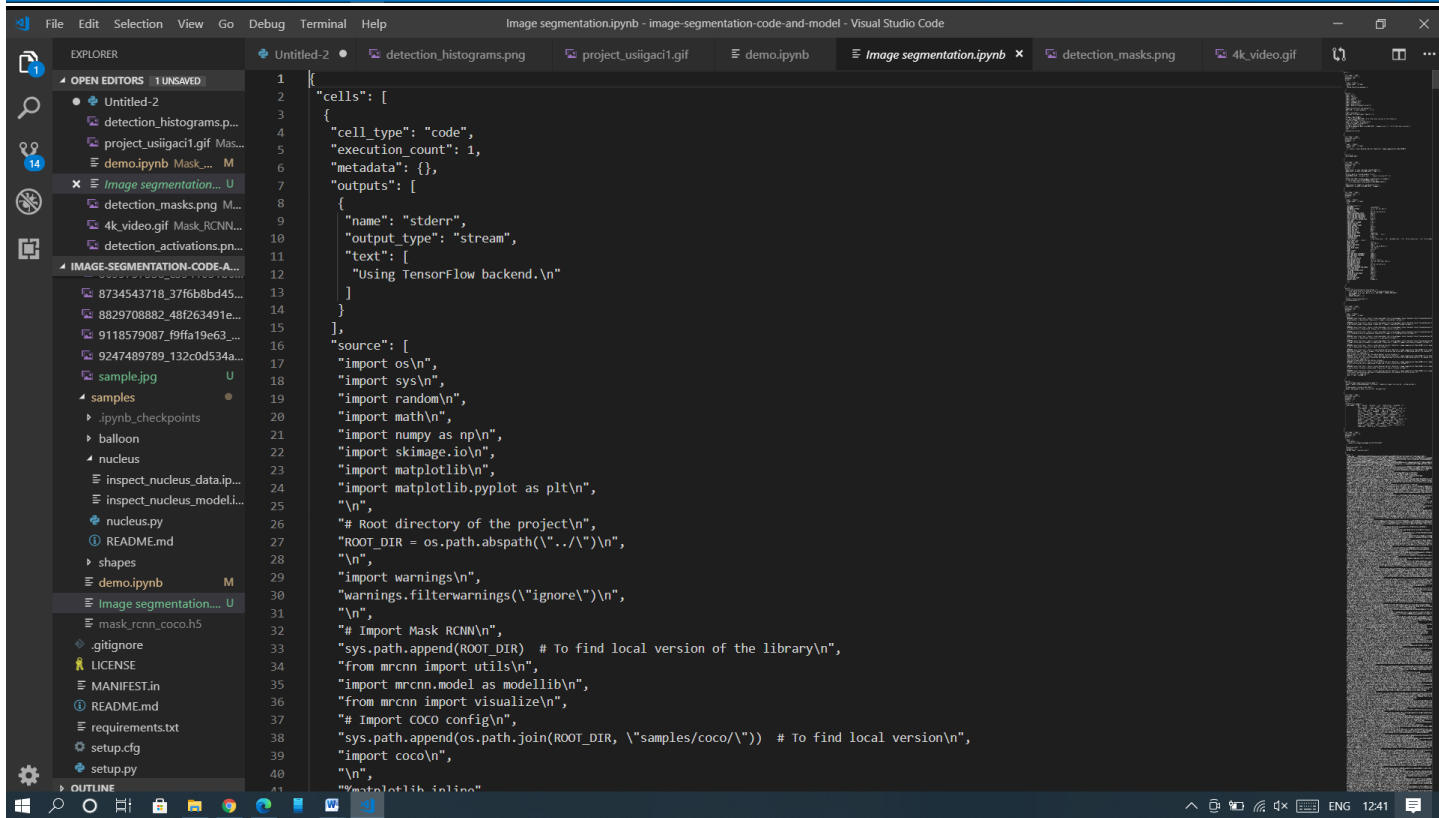 File Edit Selection View Go Debug Terminal Help
Image segmentation.ipynb - image-segmentation-code-and-model - Visual Studio Code
EXPLORER
Untitled-2
detection_histograms.png
project_usiigaci1.gif
demo.ipynb
Image segmentation.ipynb
detection_masks.png
4k_video.gif
1
14
OPEN EDITORS 1 UNSAVED
Untitled-2
detection_histograms.p...
project_usiigaci1.gif Mas...
demo.ipynb Mask_... M
Image segmentation... U
detection_masks.png M...
4k_video.gif Mask_RCNN...
detection_activations.pn...
IMAGE-SEGMENTATION-CODE-A...
8734543718_37f6b8bd45...
8829708882_48f263491e...
9118579087_f9ffa19e63_...
9247489789_132c0d534a...
sample.jpg U
samples
.ipynb_checkpoints
balloon
nucleus
inspect_nucleus_data.ip...
inspect_nucleus_model.i...
nucleus.py
README.md
shapes
demo.ipynb M
Image segmentation.... U
mask_rcnn_coco.h5
.gitignore
LICENSE
MANIFEST.in
README.md
requirements.txt
setup.cfg
setup.py
OUTLINE
1 {
2 "cells": [
3 {
4 "cell_type": "code",
5 "execution_count": 1,
6 "metadata": {},
7 "outputs": [
8 {
9 "name": "stderr",
10 "output_type": "stream",
11 "text": [
12 "Using TensorFlow backend.\n"
13 ]
14 }
15 ],
16 "source": [
17 "import os\n",
18 "import sys\n",
19 "import random\n",
20 "import math\n",
21 "import numpy as np\n",
22 "import skimage.io\n",
23 "import matplotlib\n",
24 "import matplotlib.pyplot as plt\n",
25 "\n",
26 "# Root directory of the project\n",
27 "ROOT_DIR = os.path.abspath(\"../\")\n",
28 "\n",
29 "import warnings\n",
30 "warnings.filterwarnings(\"ignore\")\n",
31 "\n",
32 "# Import Mask RCNN\n",
33 "sys.path.append(ROOT_DIR)  # To find local version of the library\n",
34 "from mrcnn import utils\n",
35 "import mrcnn.model as modellib\n",
36 "from mrcnn import visualize\n",
37 "# Import COCO config\n",
38 "sys.path.append(os.path.join(ROOT_DIR, \"samples/coco/\"))  # To find local version\n",
39 "import coco\n",
40 "\n",
41 "%matplotlib inline"
ENG 12:41